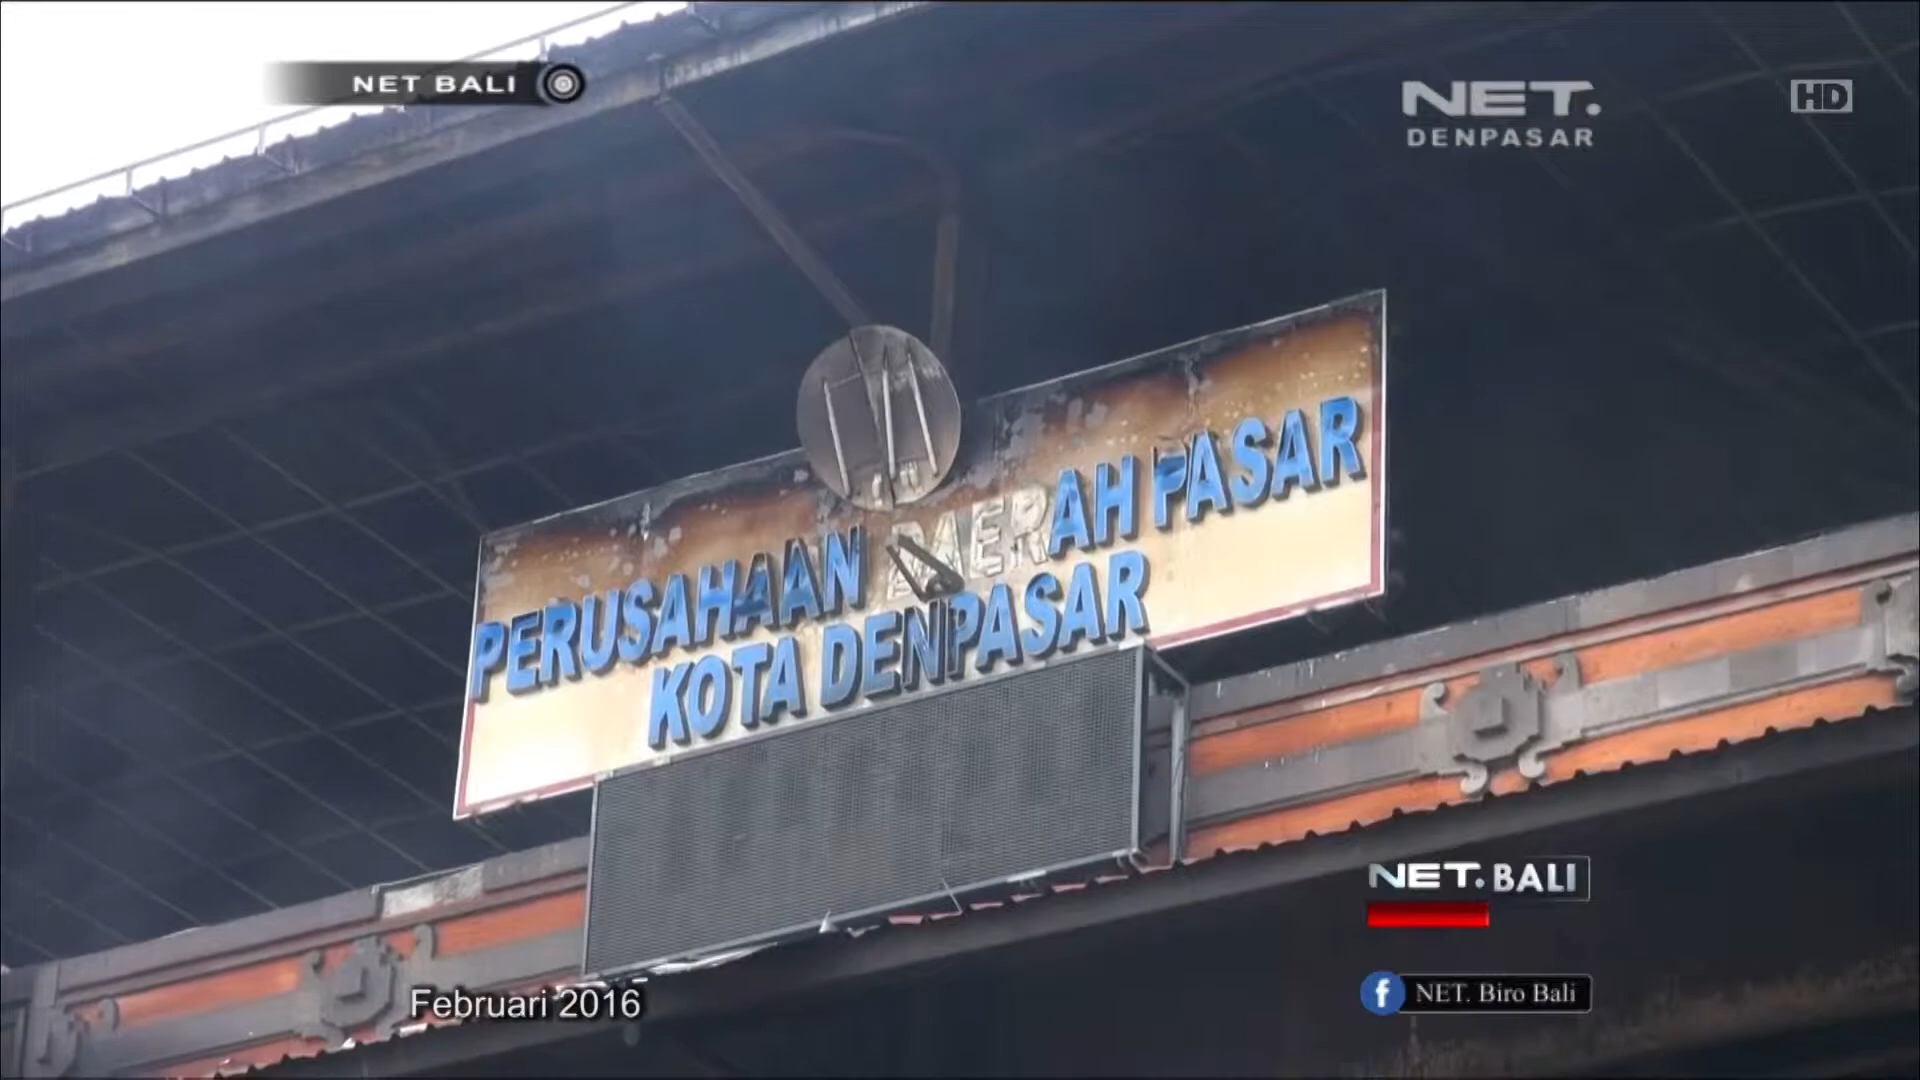 NET BALI
NET.
DENPASAR
HD
PERUSAHAAN DAERAH PASAR
KOTA DENPASAR
NET. BALI
Februari 2016
f NET. Biro Bali